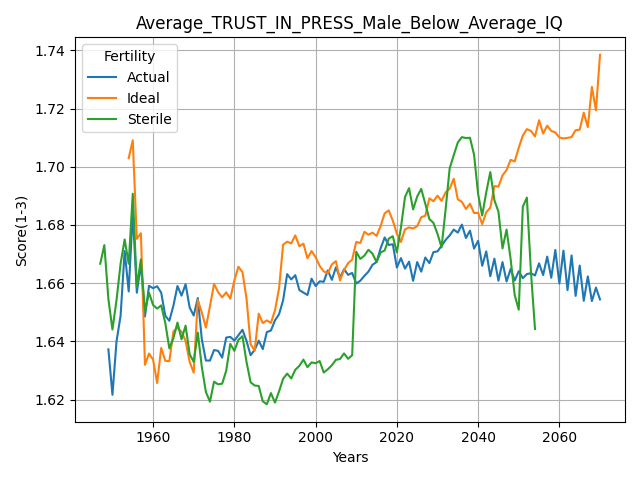 Average_TRUST_IN_PRESS_Male_Below_Average_IQ
Fertility
Actual
Ideal
Sterile
Score(1-3)
1.74
1.72
1.70
1.68
1.66
1.64
1.62
1960
1980
2000
2020
2040
2060
Years